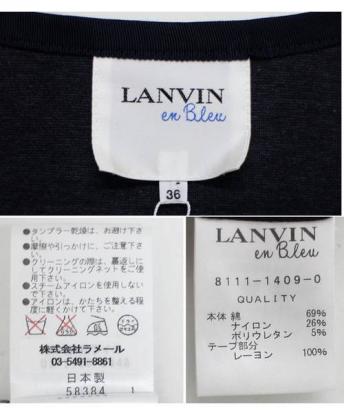 LANVIN
en Bleu
36
●タンブラー乾燥は、お避け下さ
い。
●摩擦や引っかけに、ご注意下さ
い。
●クリーニングの際は、裏返しに
してクリーニングネットをご使
用下さい。
●スチームアイロンを使用しない
で下さい。
●アイロンは、かたちを整える程
度に軽くかけて下さい。
株式会社ラメール
03-5491-8861
日本製
58384 1
LANVIN
en Bleu
8111-1409-0
QUALITY
本体 綿 69%
ナイロン 26%
ポリウレタン 5%
テープ部分
レーヨン 100%